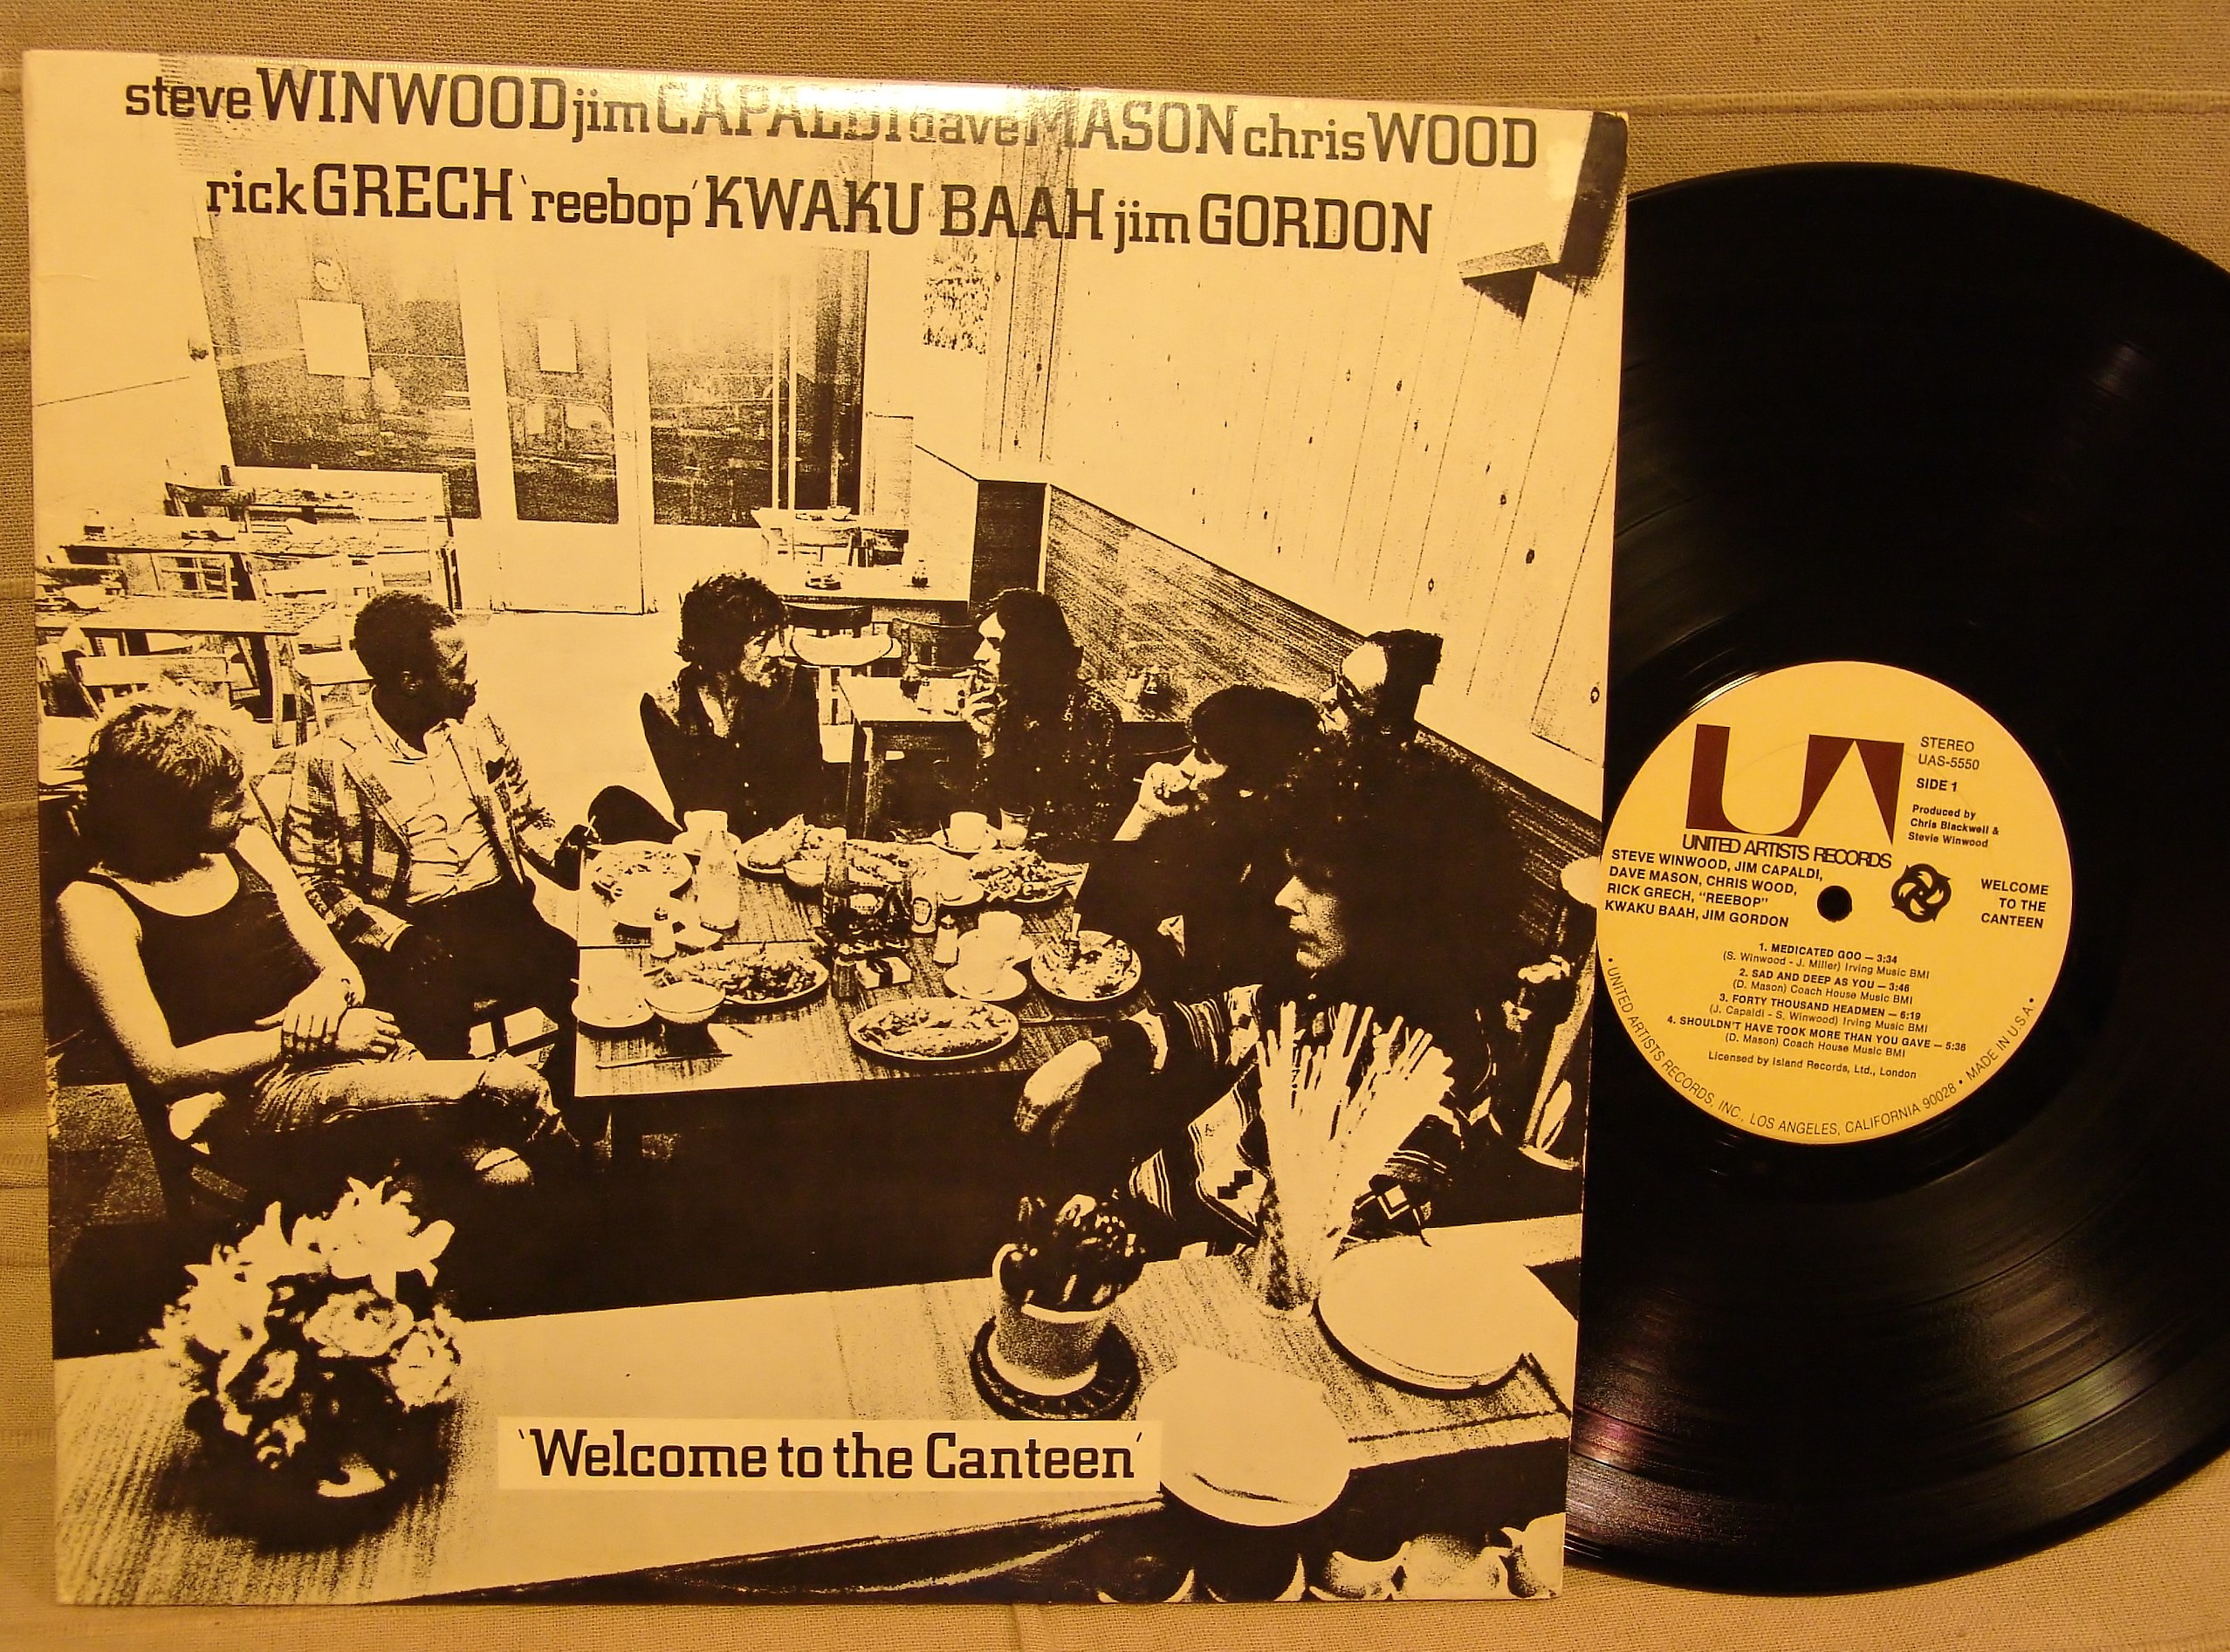 steve WINWOOD jim CAPALDI dave MASON chris WOOD
rick GRECH 'reebop' KWAKU BAAH jim GORDON
'Welcome to the Canteen'
UA
UNITED ARTISTS RECORDS
STEREO
UAS-5550
SIDE 1
Produced by
Chris Blackwell &
Stevie Winwood
STEVE WINWOOD, JIM CAPALDI,
DAVE MASON, CHRIS WOOD,
RICK GRECH, "REEBOP"
KWAKU BAAH, JIM GORDON
WELCOME
TO THE
CANTEEN
1. MEDICATED GOO — 3:34
(S. Winwood - J. Miller) Irving Music BMI
2. SAD AND DEEP AS YOU — 3:46
(D. Mason) Coach House Music BMI
3. FORTY THOUSAND HEADMEN — 6:19
(J. Capaldi - S. Winwood) Irving Music BMI
4. SHOULDN'T HAVE TOOK MORE THAN YOU GAVE — 5:36
(D. Mason) Coach House Music BMI
Licensed by Island Records, Ltd., London
• UNITED ARTISTS RECORDS, INC., LOS ANGELES, CALIFORNIA 90028 • MADE IN U.S.A. •